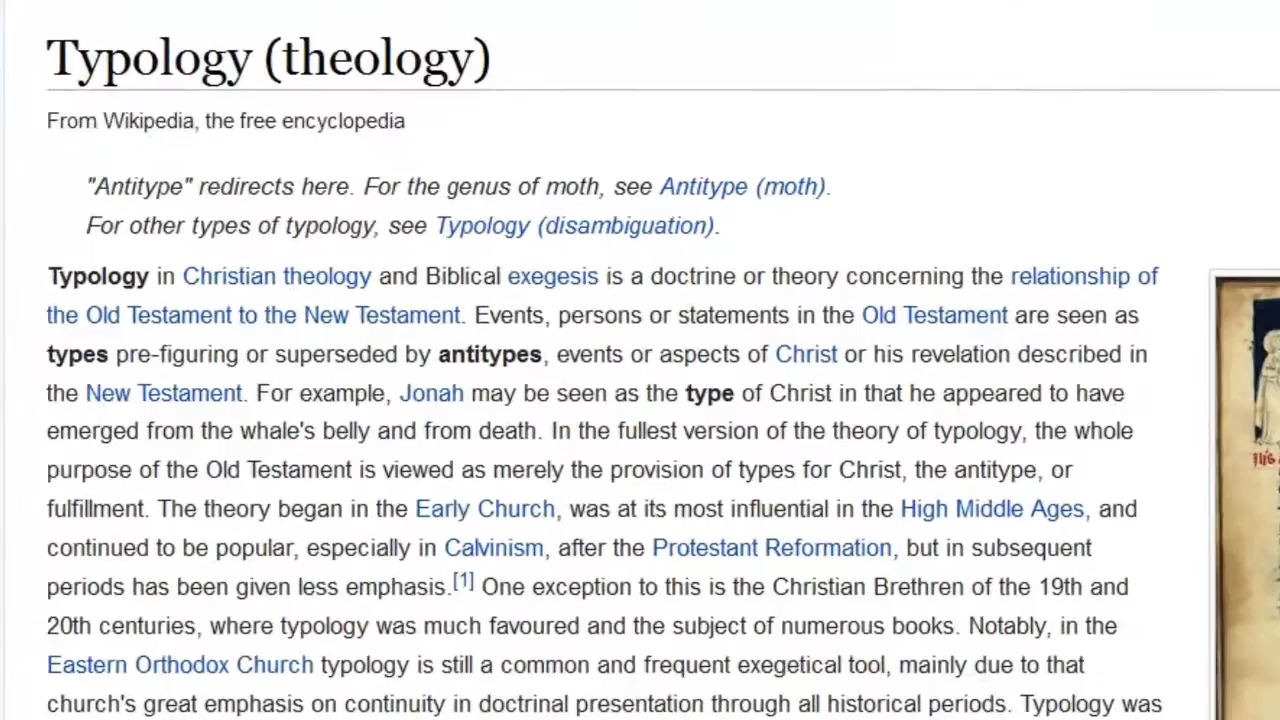 Typology (theology)
From Wikipedia, the free encyclopedia
"Antitype" redirects here. For the genus of moth, see Antitype (moth).
For other types of typology, see Typology (disambiguation).
Typology in Christian theology and Biblical exegesis is a doctrine or theory concerning the relationship of
the Old Testament to the New Testament. Events, persons or statements in the Old Testament are seen as
types pre-figuring or superseded by antitypes, events or aspects of Christ or his revelation described in
the New Testament. For example, Jonah may be seen as the type of Christ in that he appeared to have
emerged from the whale's belly and from death. In the fullest version of the theory of typology, the whole
purpose of the Old Testament is viewed as merely the provision of types for Christ, the antitype, or
fulfillment. The theory began in the Early Church, was at its most influential in the High Middle Ages, and
continued to be popular, especially in Calvinism, after the Protestant Reformation, but in subsequent
periods has been given less emphasis.[1] One exception to this is the Christian Brethren of the 19th and
20th centuries, where typology was much favoured and the subject of numerous books. Notably, in the
Eastern Orthodox Church typology is still a common and frequent exegetical tool, mainly due to that
church's great emphasis on continuity in doctrinal presentation through all historical periods. Typology was